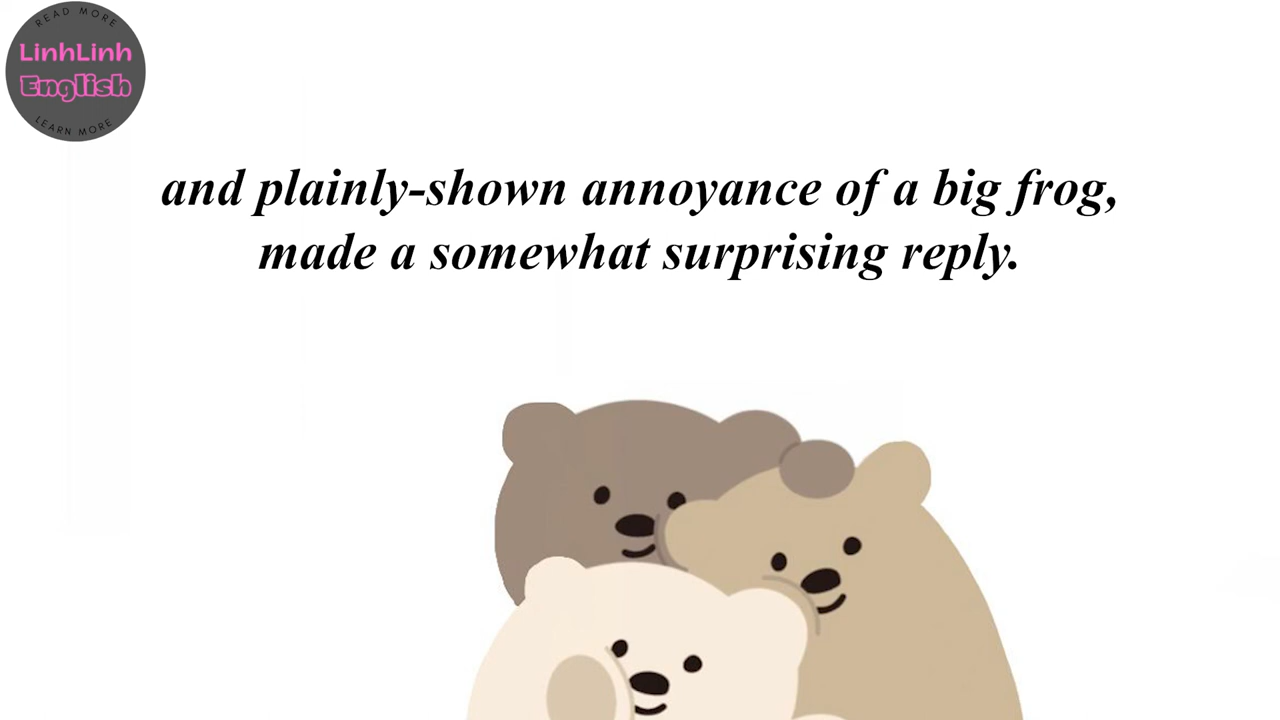 READ MORE
LinhLinh
English
LEARN MORE
and plainly-shown annoyance of a big frog,
made a somewhat surprising reply.